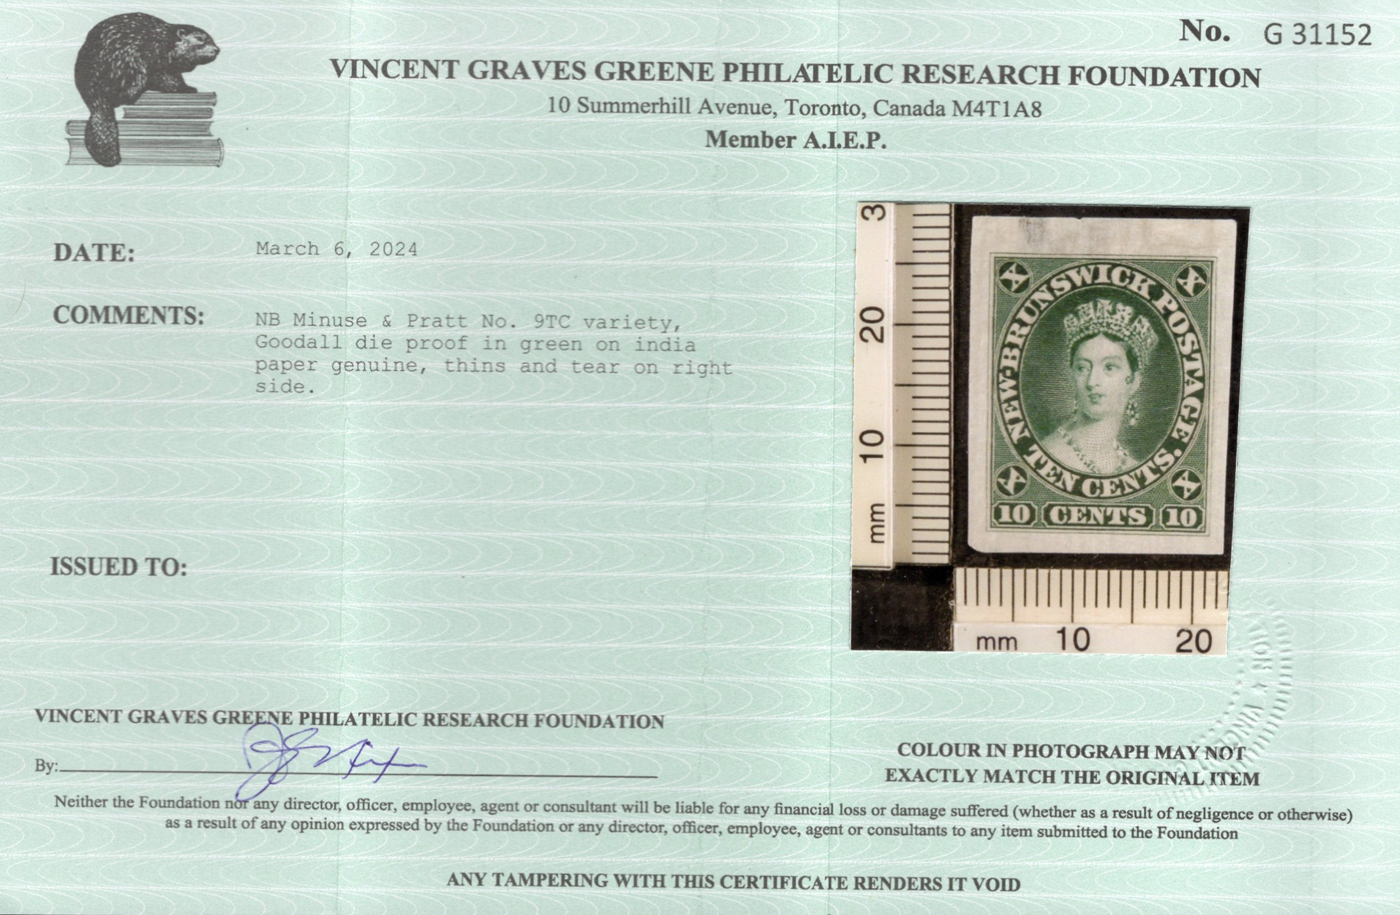 No. G 31152
VINCENT GRAVES GREENE PHILATELIC RESEARCH FOUNDATION
10 Summerhill Avenue, Toronto, Canada M4T1A8
Member A.I.E.P.
DATE: March 6, 2024
COMMENTS: NB Minuse & Pratt No. 9TC variety,
Goodall die proof in green on india
paper genuine, thins and tear on right
side.
3
20
10
mm
X X
NEW-BRUNSWICK POSTAGE.
TEN CENTS.
X X
10 CENTS 10
mm 10 20
ISSUED TO:
VINCENT GRAVES GREENE PHILATELIC RESEARCH FOUNDATION
By:
COLOUR IN PHOTOGRAPH MAY NOT
EXACTLY MATCH THE ORIGINAL ITEM
Neither the Foundation nor any director, officer, employee, agent or consultant will be liable for any financial loss or damage suffered (whether as a result of negligence or otherwise)
as a result of any opinion expressed by the Foundation or any director, officer, employee, agent or consultants to any item submitted to the Foundation
ANY TAMPERING WITH THIS CERTIFICATE RENDERS IT VOID